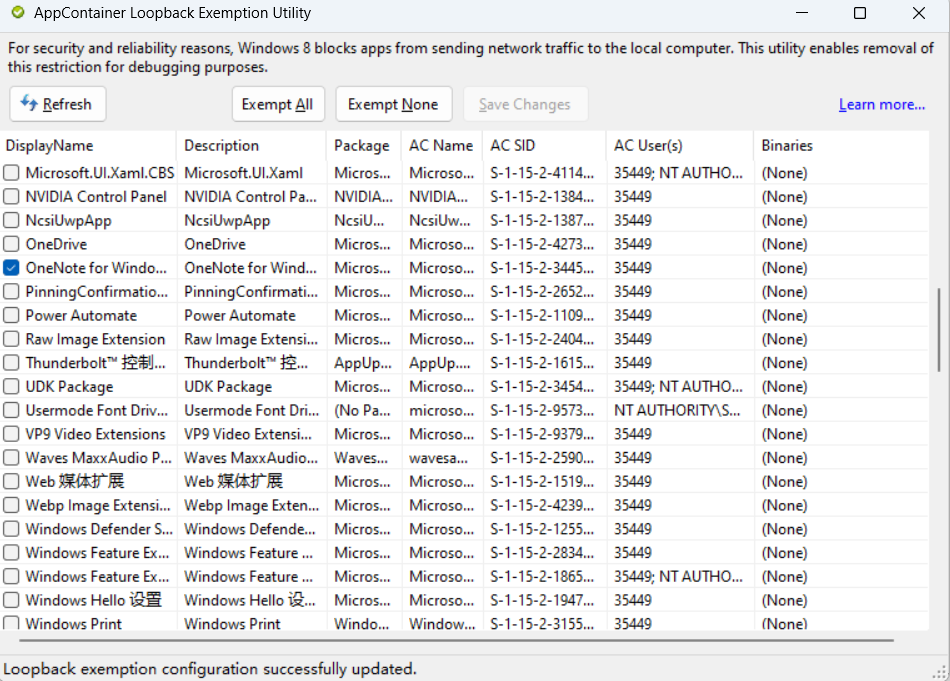 AppContainer Loopback Exemption Utility
For security and reliability reasons, Windows 8 blocks apps from sending network traffic to the local computer. This utility enables removal of
this restriction for debugging purposes.
Refresh Exempt All Exempt None Save Changes Learn more...
DisplayName Description Package AC Name AC SID AC User(s) Binaries
Microsoft.UI.Xaml.CBS Microsoft.UI.Xaml Micros... Microso... S-1-15-2-4114... 35449; NT AUTHO... (None)
NVIDIA Control Panel NVIDIA Control Pa... NVIDIA... NVIDIA... S-1-15-2-1384... 35449 (None)
NcsiUwpApp NcsiUwpApp NcsiU... NcsiUw... S-1-15-2-1387... 35449 (None)
OneDrive OneDrive Micros... Microso... S-1-15-2-4273... 35449 (None)
OneNote for Windo... OneNote for Wind... Micros... Microso... S-1-15-2-3445... 35449 (None)
PinningConfirmatio... PinningConfirmati... Micros... Microso... S-1-15-2-2652... 35449 (None)
Power Automate Power Automate Micros... Microso... S-1-15-2-1109... 35449 (None)
Raw Image Extension Raw Image Extensi... Micros... Microso... S-1-15-2-2404... 35449 (None)
Thunderbolt™ 控制... Thunderbolt™ 控... AppUp... AppUp.... S-1-15-2-1615... 35449 (None)
UDK Package UDK Package Micros... Microso... S-1-15-2-3454... 35449; NT AUTHO... (None)
Usermode Font Driv... Usermode Font Dri... (No Pa... microso... S-1-15-2-9573... NT AUTHORITY\S... (None)
VP9 Video Extensions VP9 Video Extensi... Micros... Microso... S-1-15-2-9379... 35449 (None)
Waves MaxxAudio P... Waves MaxxAudio... Waves... wavesa... S-1-15-2-2590... 35449 (None)
Web 媒体扩展 Web 媒体扩展 Micros... Microso... S-1-15-2-1519... 35449 (None)
Webp Image Extensi... Webp Image Exten... Micros... Microso... S-1-15-2-4239... 35449 (None)
Windows Defender S... Windows Defende... Micros... Microso... S-1-15-2-1255... 35449 (None)
Windows Feature Ex... Windows Feature ... Micros... Microso... S-1-15-2-2834... 35449 (None)
Windows Feature Ex... Windows Feature ... Micros... Microso... S-1-15-2-1865... 35449; NT AUTHO... (None)
Windows Hello 设置 Windows Hello 设... Micros... Microso... S-1-15-2-1947... 35449 (None)
Windows Print Windows Print Windo... Window... S-1-15-2-3155... 35449 (None)
Loopback exemption configuration successfully updated.